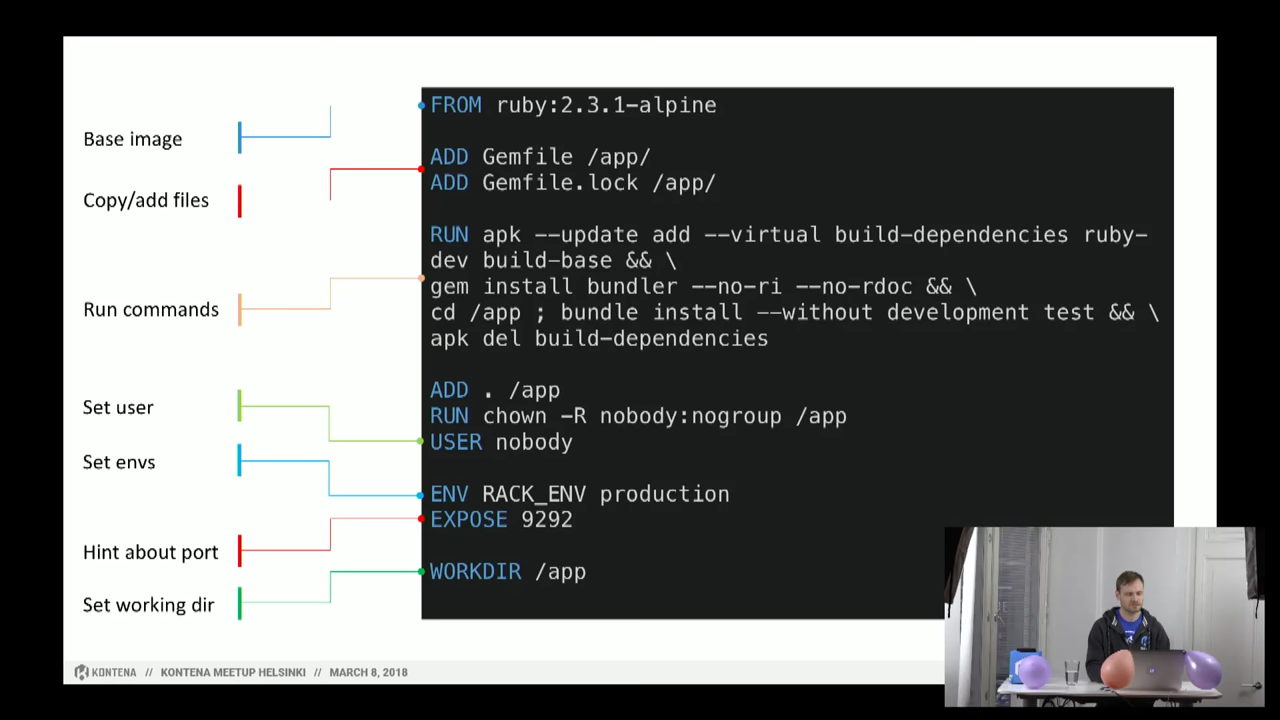 Base image
Copy/add files
Run commands
Set user
Set envs
Hint about port
Set working dir
FROM ruby:2.3.1-alpine
ADD Gemfile /app/
ADD Gemfile.lock /app/
RUN apk --update add --virtual build-dependencies ruby-
dev build-base && \
gem install bundler --no-ri --no-rdoc && \
cd /app ; bundle install --without development test && \
apk del build-dependencies
ADD . /app
RUN chown -R nobody:nogroup /app
USER nobody
ENV RACK_ENV production
EXPOSE 9292
WORKDIR /app
KONTENA // KONTENA MEETUP HELSINKI // MARCH 8, 2018